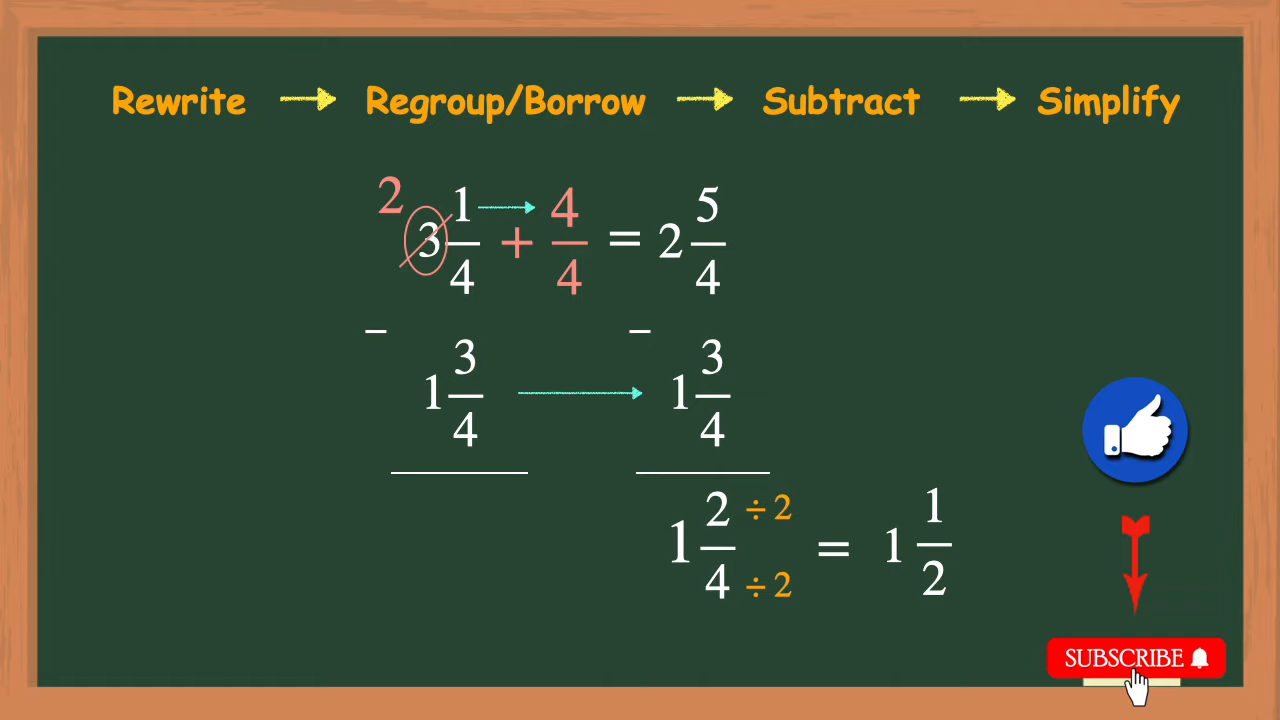 Rewrite → Regroup/Borrow → Subtract → Simplify
2 3 1/4 → + 4/4 = 2 5/4
− −
1 3/4 → 1 3/4
1 2/4 ÷ 2 ÷ 2 = 1 1/2
SUBSCRIBE